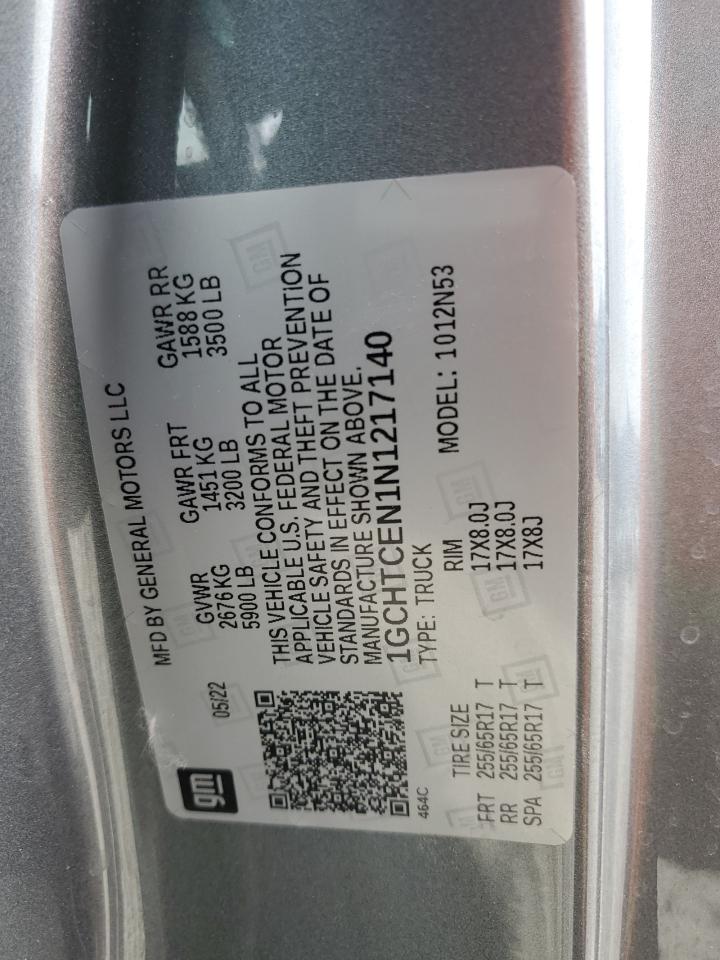 gm
MFD BY GENERAL MOTORS LLC
05/22
GVWR GAWR FRT GAWR RR
2676 KG 1451 KG 1588 KG
5900 LB 3200 LB 3500 LB
THIS VEHICLE CONFORMS TO ALL
APPLICABLE U.S. FEDERAL MOTOR
VEHICLE SAFETY AND THEFT PREVENTION
STANDARDS IN EFFECT ON THE DATE OF
MANUFACTURE SHOWN ABOVE.
1GCHTCEN1N1217140
464C
TYPE: TRUCK MODEL: 1012N53
TIRE SIZE RIM
FRT 255/65R17 T 17X8.0J
RR 255/65R17 T 17X8.0J
SPA 255/65R17 T 17X8J